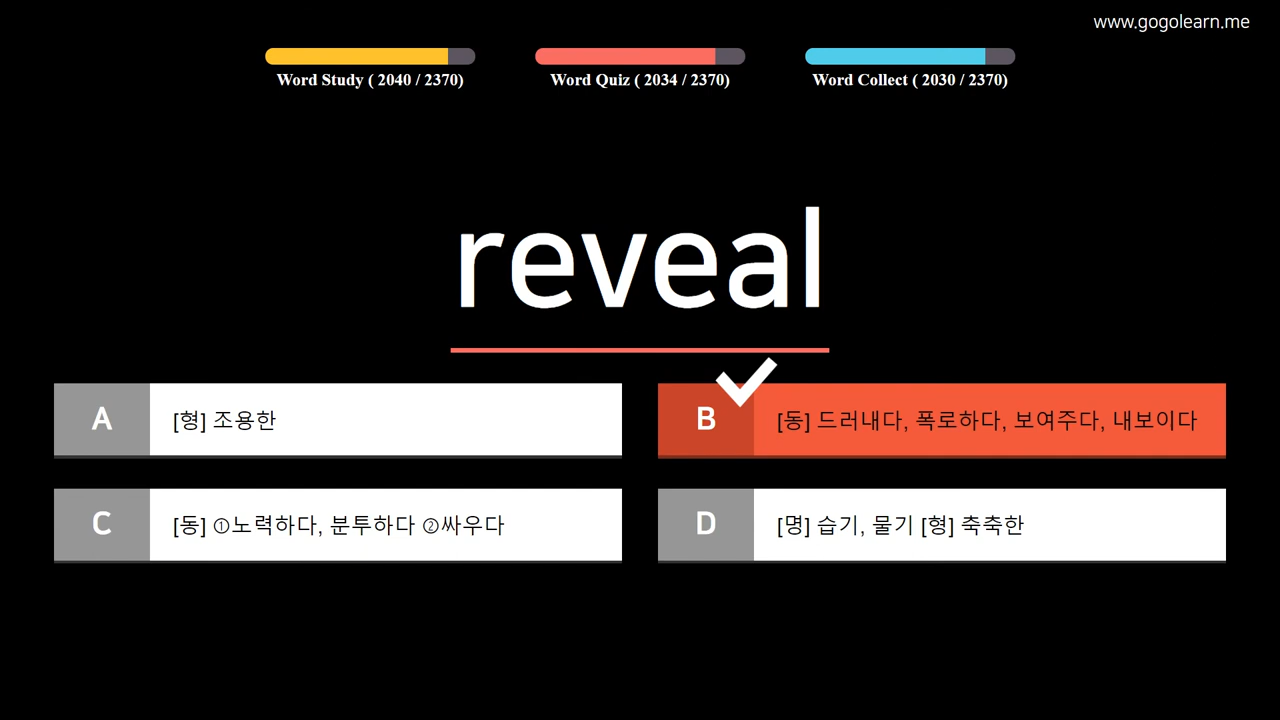 www.gogolearn.me
Word Study ( 2040 / 2370)
Word Quiz ( 2034 / 2370)
Word Collect ( 2030 / 2370)
reveal
A
[형] 조용한
B
[동] 드러내다, 폭로하다, 보여주다, 내보이다
C
[동] ①노력하다, 분투하다 ②싸우다
D
[명] 습기, 물기 [형] 축축한